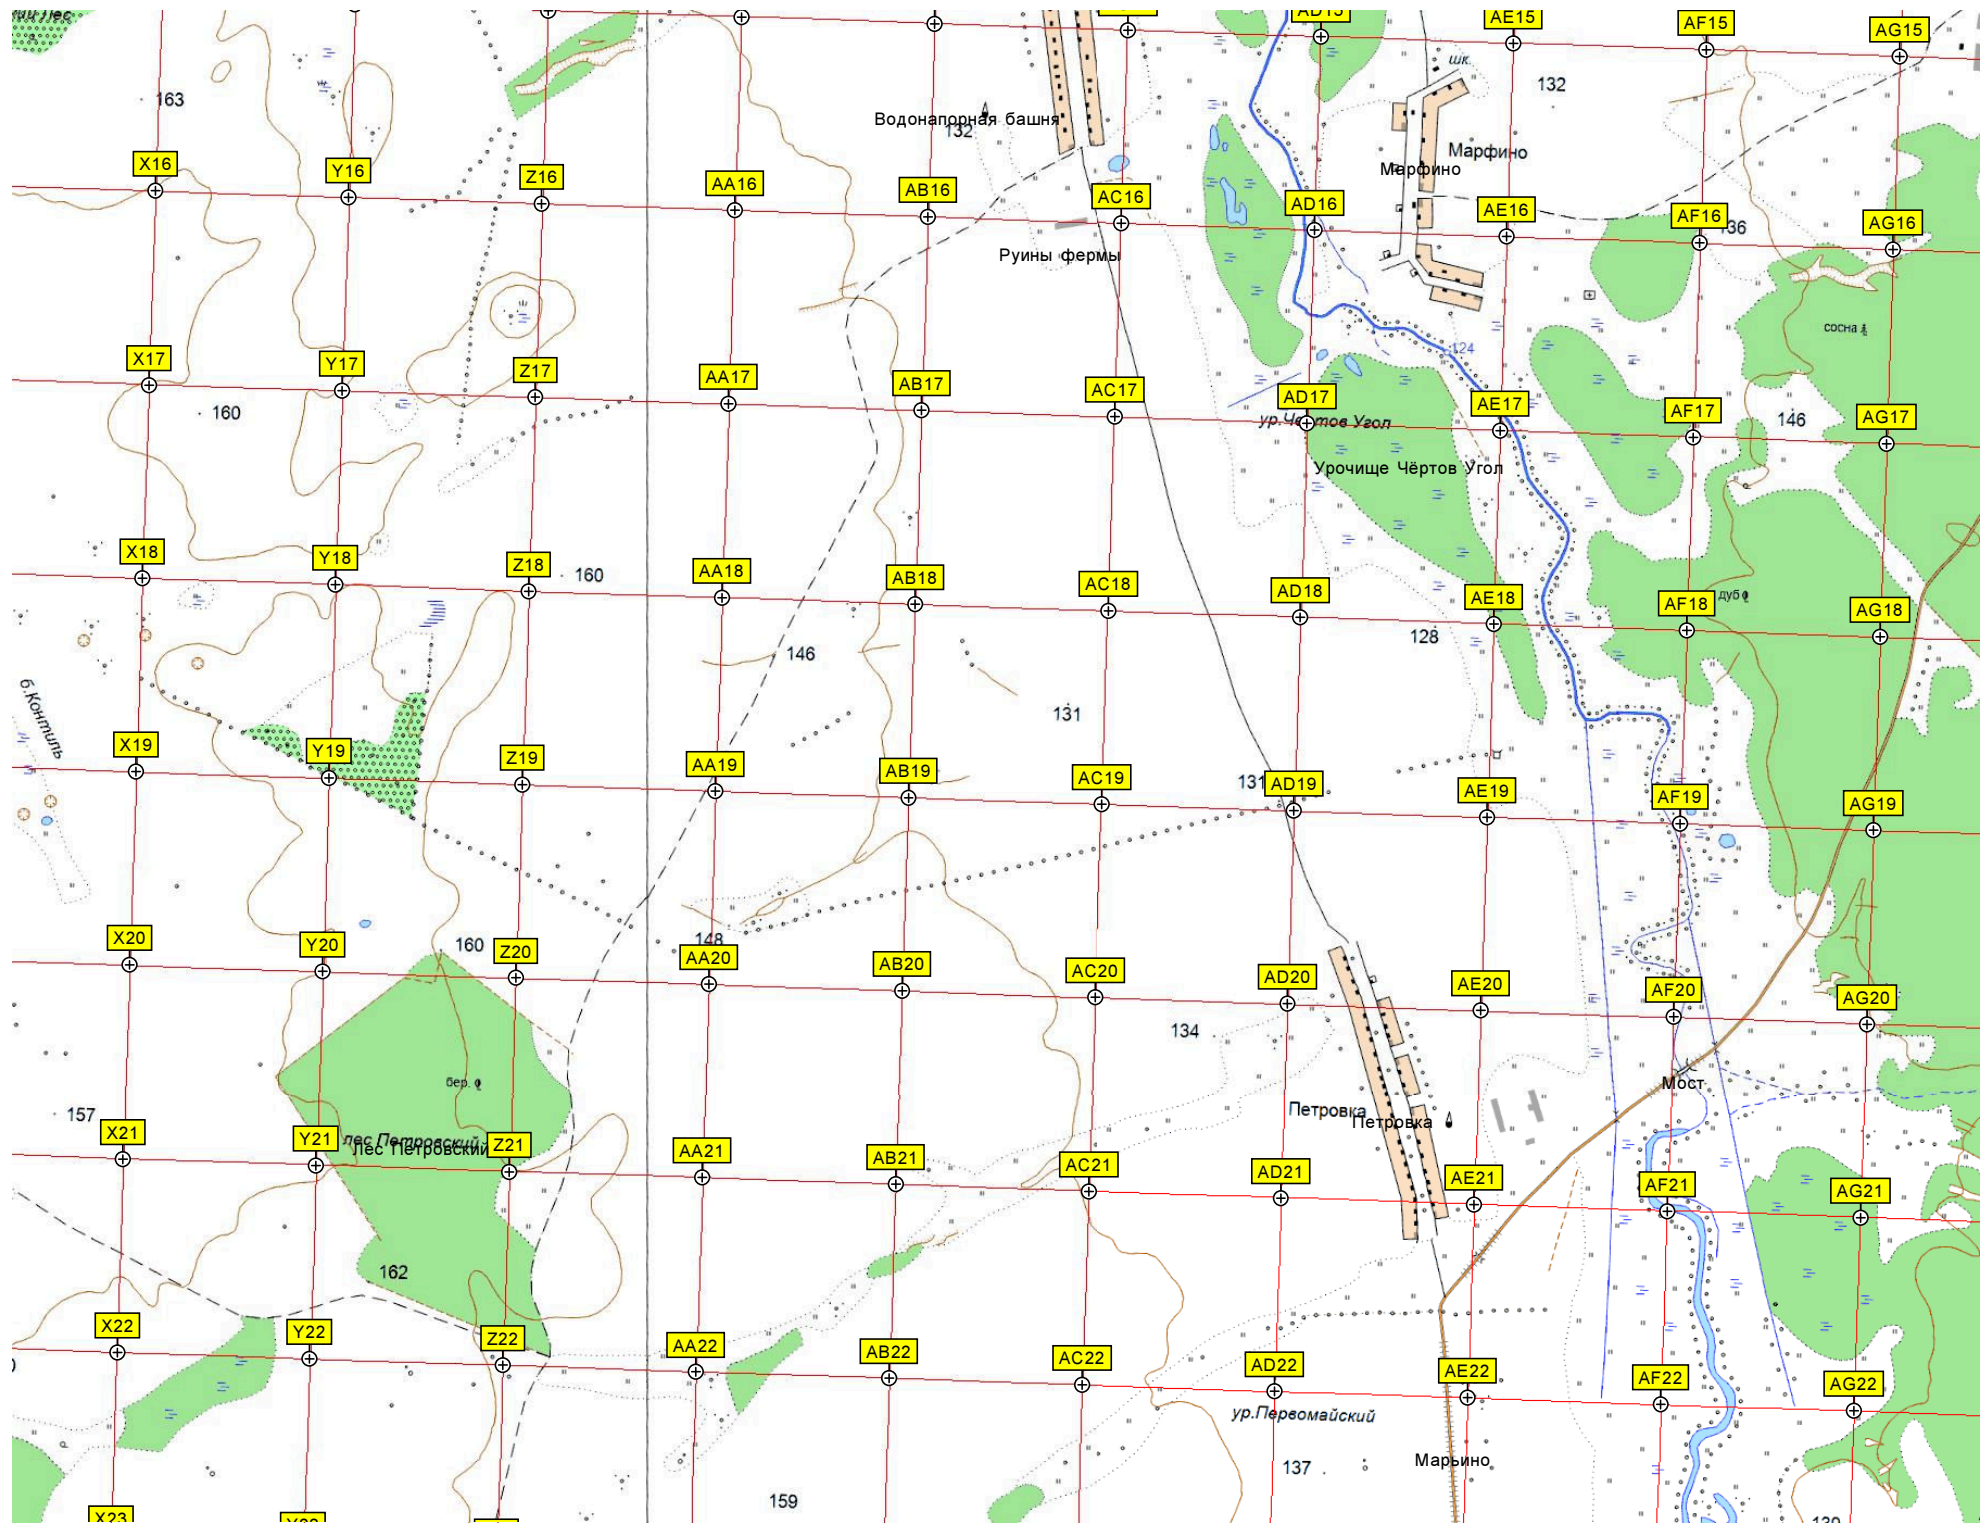 AD15
AE15
AF15
AG15
шк.
163
132
Водонапорная башня
132
Марфино
Марфино
X16
Y16
Z16
AA16
AB16
AC16
AD16
AE16
AF16
136
AG16
Руины фермы
сосна
124
X17
Y17
Z17
AA17
AB17
AC17
AD17
AE17
AF17
AG17
160
146
ур.Чертов Угол
Урочище Чёртов Угол
X18
Y18
Z18
160
AA18
AB18
AC18
AD18
AE18
AF18
дуб
AG18
128
146
б.Контиль
131
X19
Y19
Z19
AA19
AB19
AC19
131
AD19
AE19
AF19
AG19
X20
Y20
160
Z20
148
AA20
AB20
AC20
AD20
AE20
AF20
AG20
134
бер.
Мост
157
Петровка
Петровка
X21
Y21
лес Петровский
Лес Петровский
Z21
AA21
AB21
AC21
AD21
AE21
AF21
AG21
162
X22
Y22
Z22
AA22
AB22
AC22
AD22
AE22
AF22
AG22
ур.Первомайский
Марьино
137
159
X23